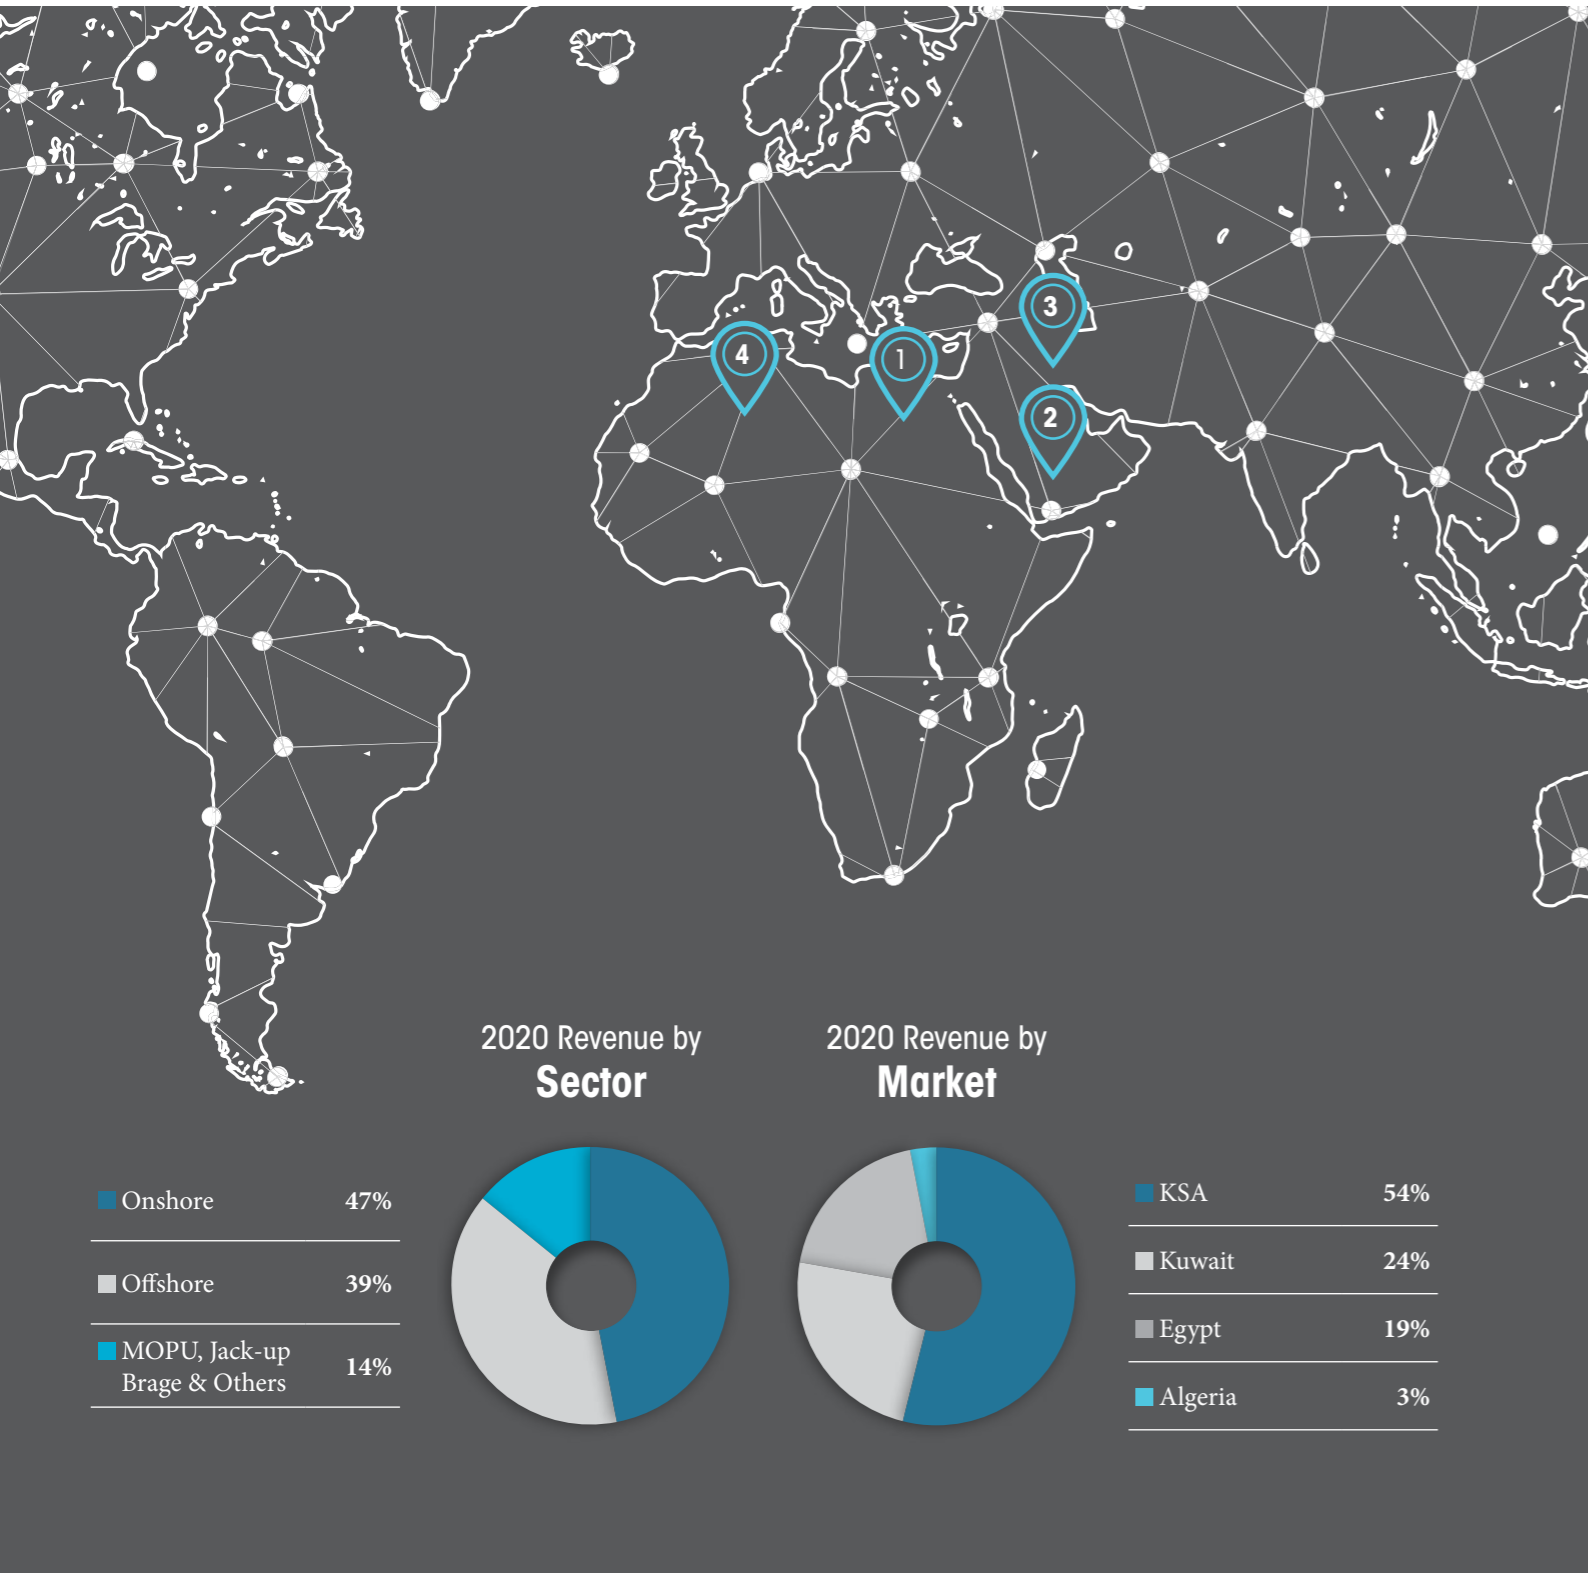 3
4
1
2
2020 Revenue by
Sector
2020 Revenue by
Market
Onshore 47%
Offshore 39%
MOPU, Jack-up
Brage & Others 14%
KSA 54%
Kuwait 24%
Egypt 19%
Algeria 3%